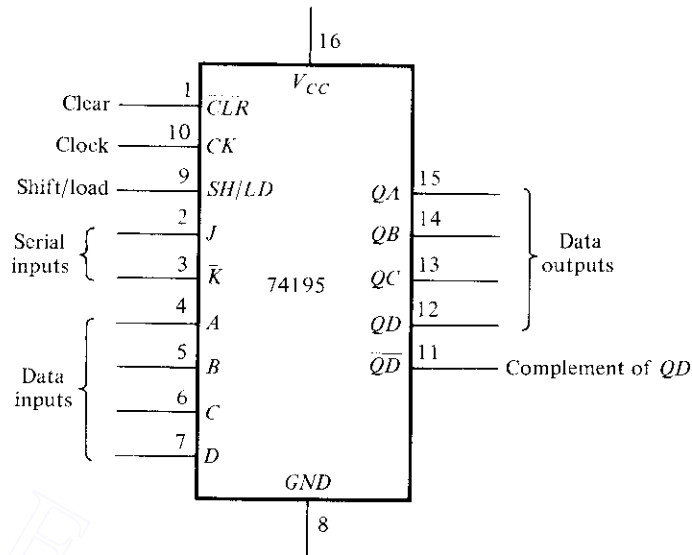 16
V_CC
Clear 1 C̅L̅R̅
Clock 10 CK
Shift/load 9 SH/LD
Serial inputs
2 J
3 K̅
Data inputs
4 A
5 B
6 C
7 D
74195
QA 15
QB 14
QC 13
QD 12
Data outputs
Q̅D̅ 11 Complement of QD
GND
8